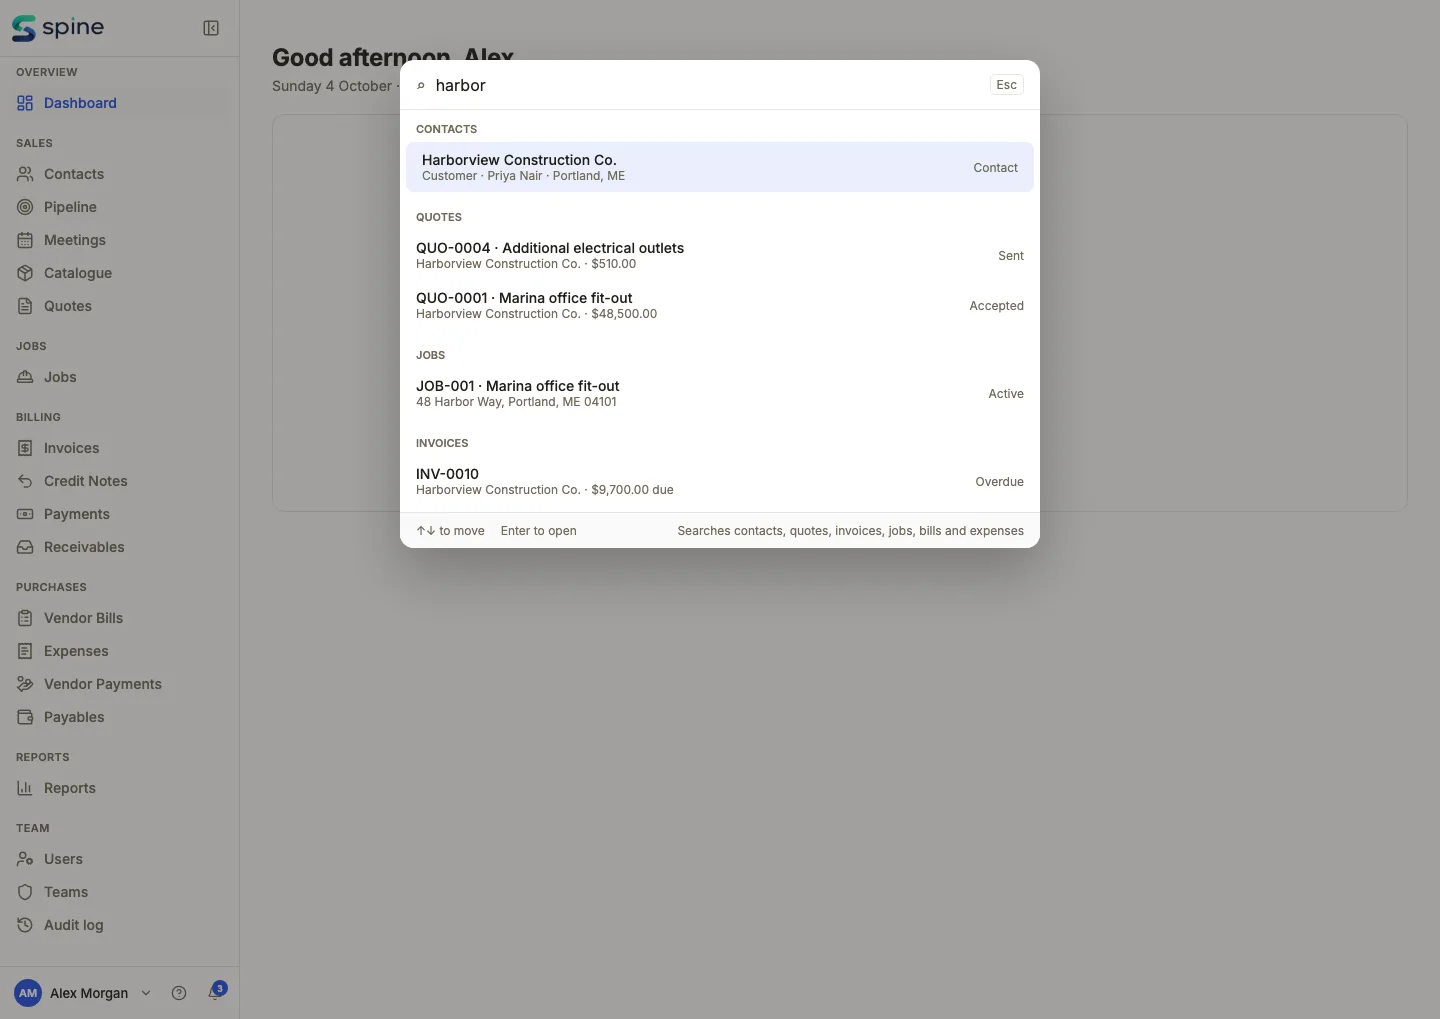 spine
OVERVIEW
Dashboard
SALES
Contacts
Pipeline
Meetings
Catalogue
Quotes
JOBS
Jobs
BILLING
Invoices
Credit Notes
Payments
Receivables
PURCHASES
Vendor Bills
Expenses
Vendor Payments
Payables
REPORTS
Reports
TEAM
Users
Teams
Audit log
AM Alex Morgan 3
Good afternoon, Alex
Sunday 4 October ·
harbor Esc
CONTACTS
Harborview Construction Co.
Customer · Priya Nair · Portland, ME
Contact
QUOTES
QUO-0004 · Additional electrical outlets
Harborview Construction Co. · $510.00
Sent
QUO-0001 · Marina office fit-out
Harborview Construction Co. · $48,500.00
Accepted
JOBS
JOB-001 · Marina office fit-out
48 Harbor Way, Portland, ME 04101
Active
INVOICES
INV-0010
Harborview Construction Co. · $9,700.00 due
Overdue
↑↓ to move Enter to open Searches contacts, quotes, invoices, jobs, bills and expenses